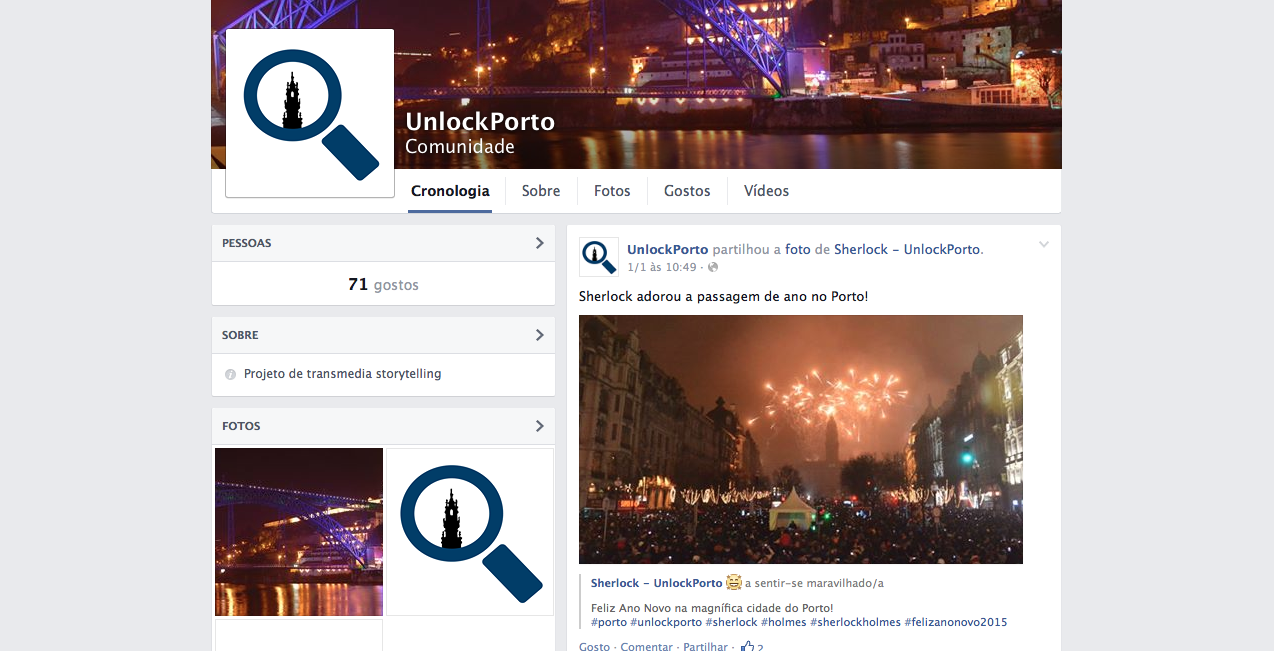 UnlockPorto
Comunidade
Cronologia Sobre Fotos Gostos Vídeos
PESSOAS
71 gostos
SOBRE
Projeto de transmedia storytelling
FOTOS
UnlockPorto partilhou a foto de Sherlock - UnlockPorto.
1/1 às 10:49 ·
Sherlock adorou a passagem de ano no Porto!
Sherlock - UnlockPorto a sentir-se maravilhado/a
Feliz Ano Novo na magnífica cidade do Porto!
#porto #unlockporto #sherlock #holmes #sherlockholmes #felizanonovo2015
Gosto · Comentar · Partilhar · 2